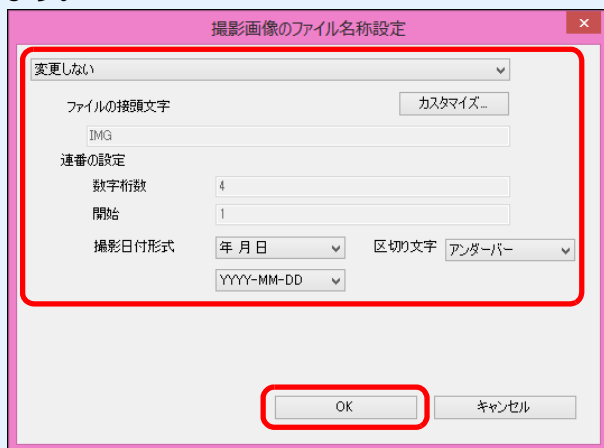 撮影画像のファイル名称設定 ×
変更しない
ファイルの接頭文字 カスタマイズ...
IMG
連番の設定
数字桁数 4
開始 1
撮影日付形式 年月日 区切り文字 アンダーバー
YYYY-MM-DD
OK キャンセル